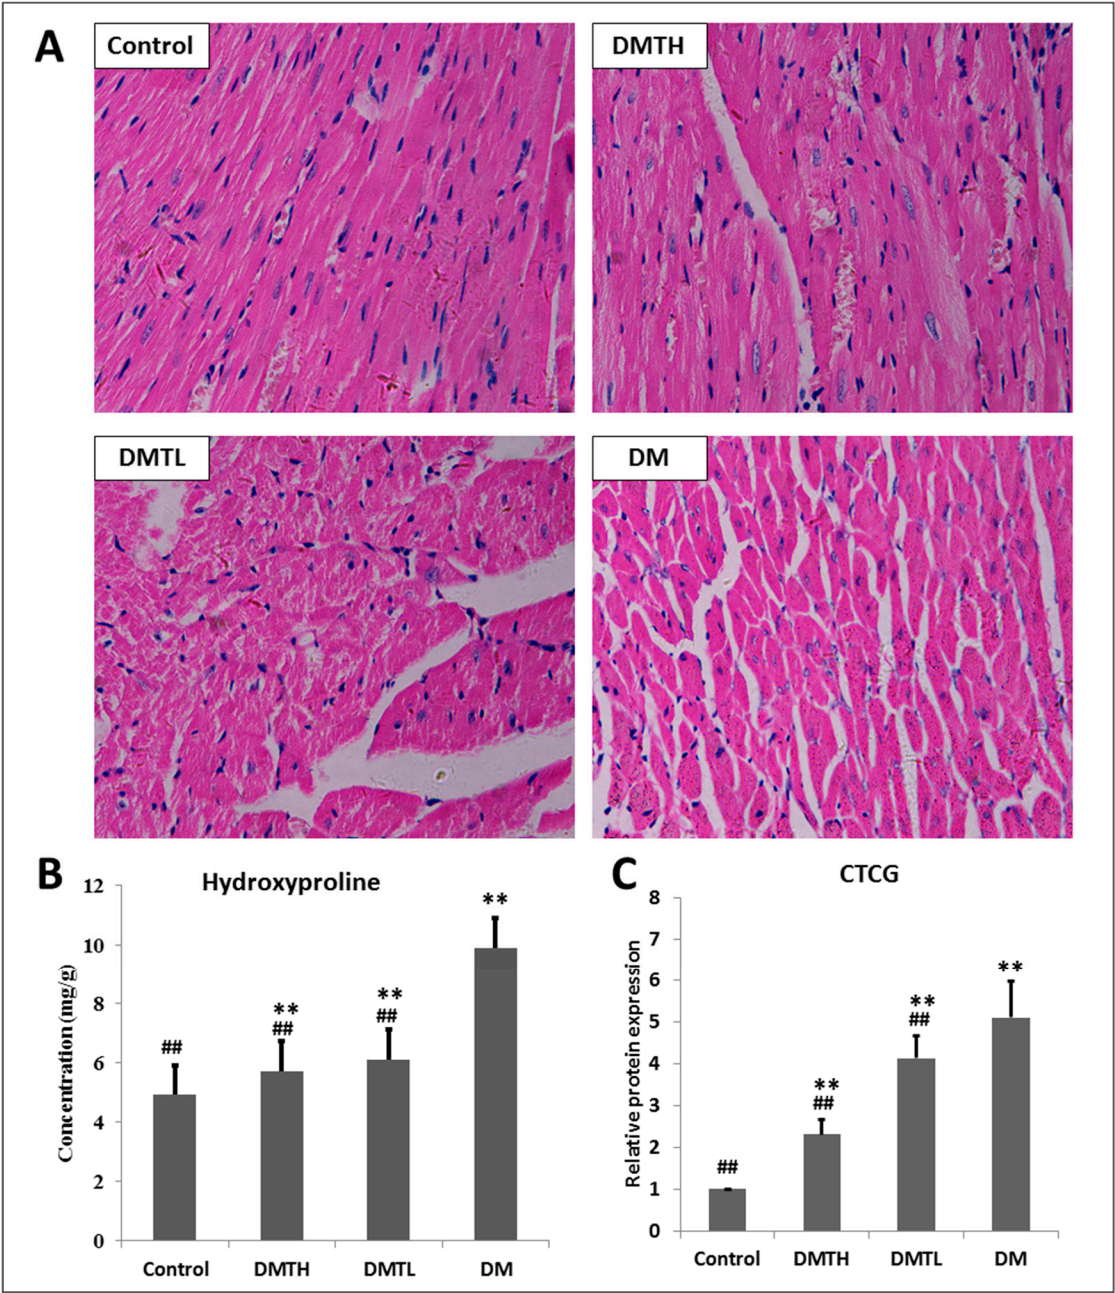 A
Control
DMTH
DMTL
DM
B
Hydroxyproline
Concentration (mg/g)
12
10
8
6
4
2
0
##
**
##
**
##
**
Control
DMTH
DMTL
DM
C
CTCG
Relative protein expression
8
7
6
5
4
3
2
1
0
##
**
##
**
##
**
Control
DMTH
DMTL
DM